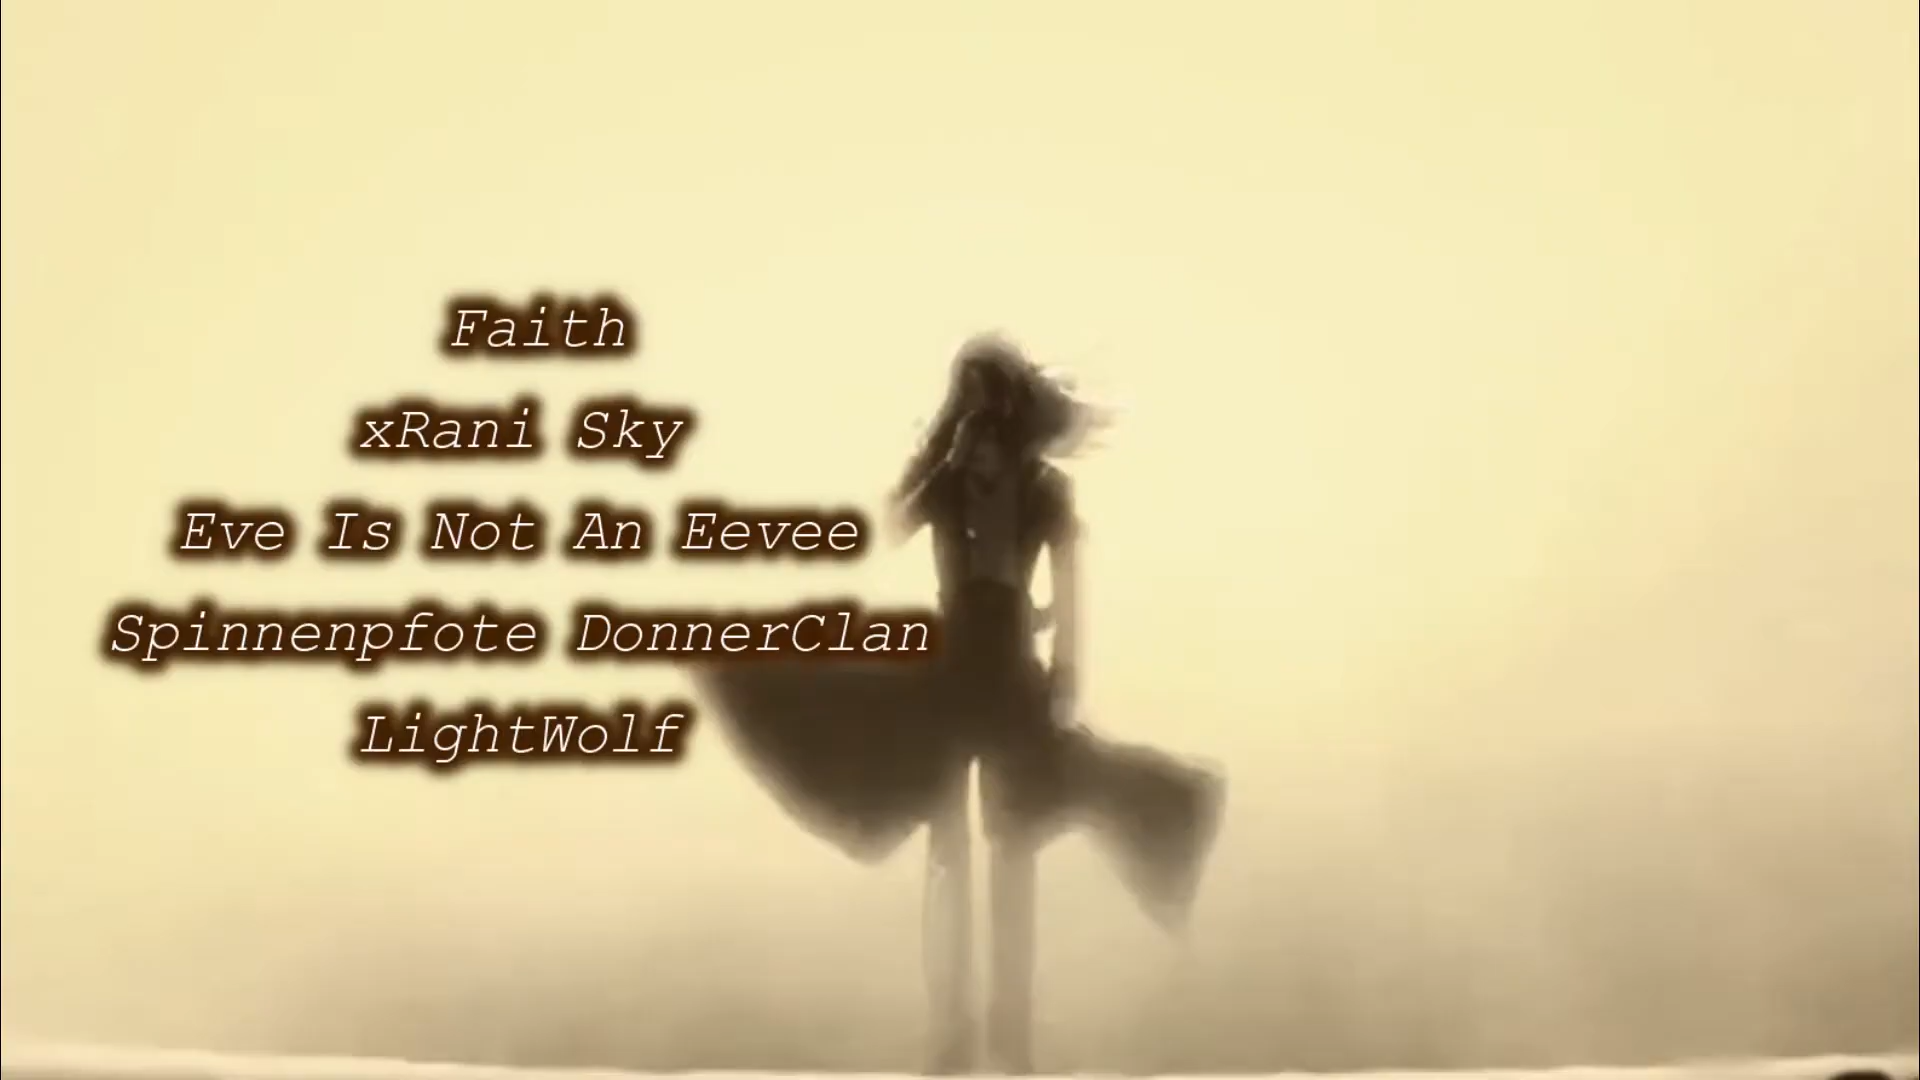 Faith
xRani Sky
Eve Is Not An Eevee
Spinnenpfote DonnerClan
LightWolf